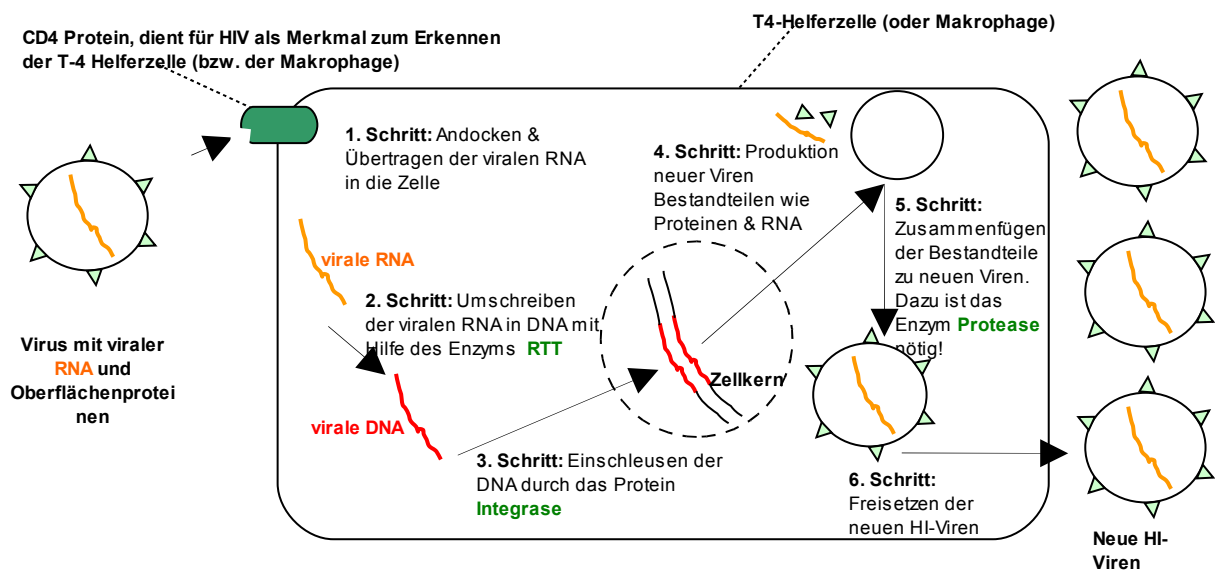 T4-Helferzelle (oder Makrophage)
CD4 Protein, dient für HIV als Merkmal zum Erkennen
der T-4 Helferzelle (bzw. der Makrophage)
1. Schritt: Andocken &
Übertragen der viralen RNA
in die Zelle
virale RNA
2. Schritt: Umschreiben
der viralen RNA in DNA mit
Hilfe des Enzyms RTT
Virus mit viraler
RNA und
Oberflächenprotei
nen
virale DNA
3. Schritt: Einschleusen der
DNA durch das Protein
Integrase
Zellkern
4. Schritt: Produktion
neuer Viren
Bestandteilen wie
Proteinen & RNA
5. Schritt:
Zusammenfügen
der Bestandteile
zu neuen Viren.
Dazu ist das
Enzym Protease
nötig!
6. Schritt:
Freisetzen der
neuen HI-Viren
Neue HI-
Viren